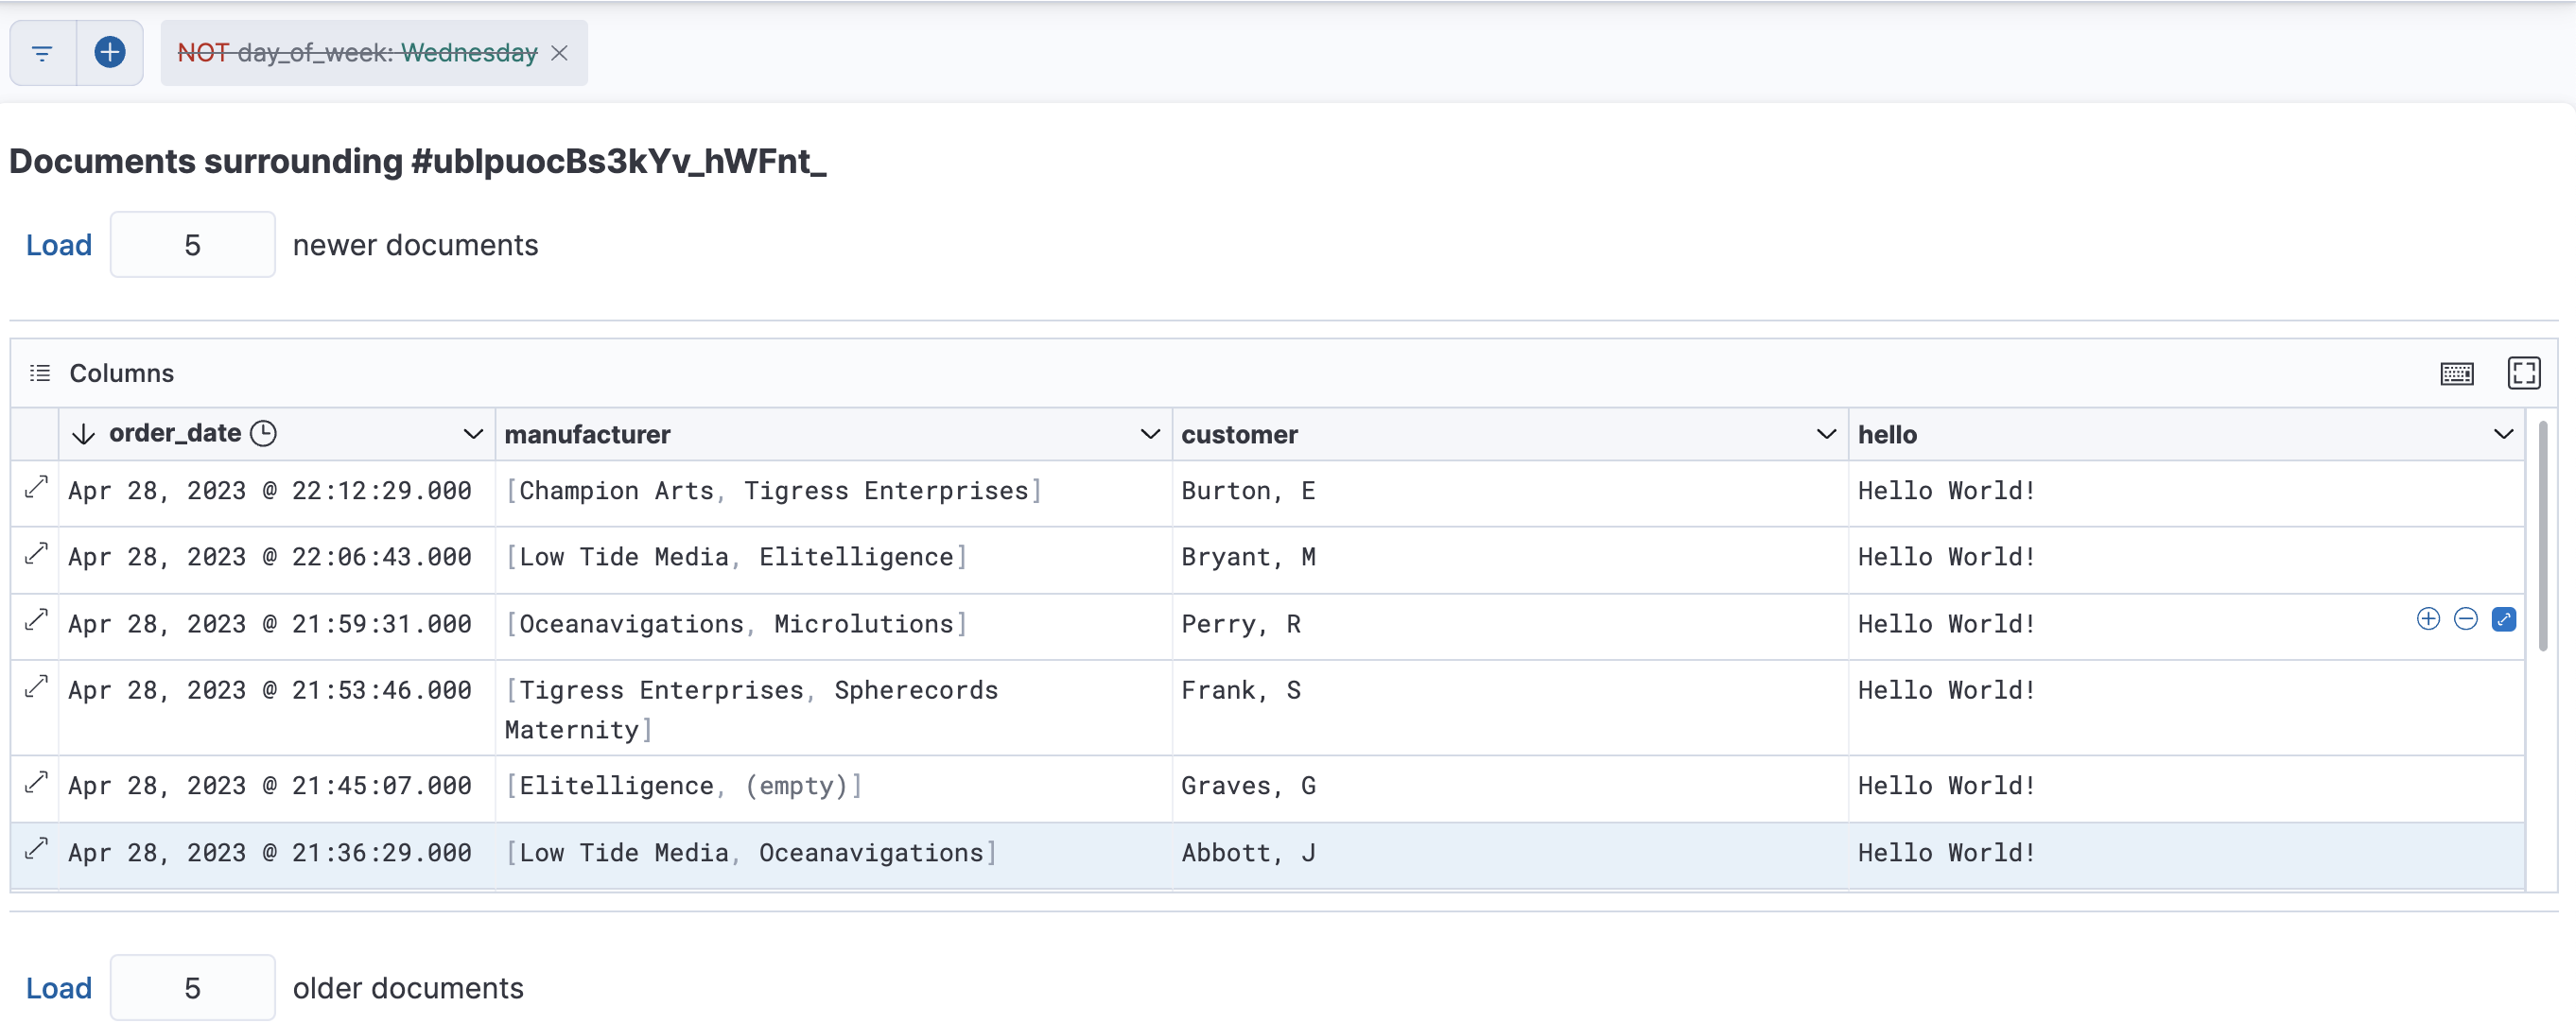 NOT day_of_week: Wednesday
Documents surrounding #ubIpuocBs3kYv_hWFnt_
Load 5 newer documents
Columns
order_date manufacturer customer hello
Apr 28, 2023 @ 22:12:29.000 [Champion Arts, Tigress Enterprises] Burton, E Hello World!
Apr 28, 2023 @ 22:06:43.000 [Low Tide Media, Elitelligence] Bryant, M Hello World!
Apr 28, 2023 @ 21:59:31.000 [Oceanavigations, Microlutions] Perry, R Hello World!
Apr 28, 2023 @ 21:53:46.000 [Tigress Enterprises, Spherecords Frank, S Hello World!
Maternity]
Apr 28, 2023 @ 21:45:07.000 [Elitelligence, (empty)] Graves, G Hello World!
Apr 28, 2023 @ 21:36:29.000 [Low Tide Media, Oceanavigations] Abbott, J Hello World!
Load 5 older documents